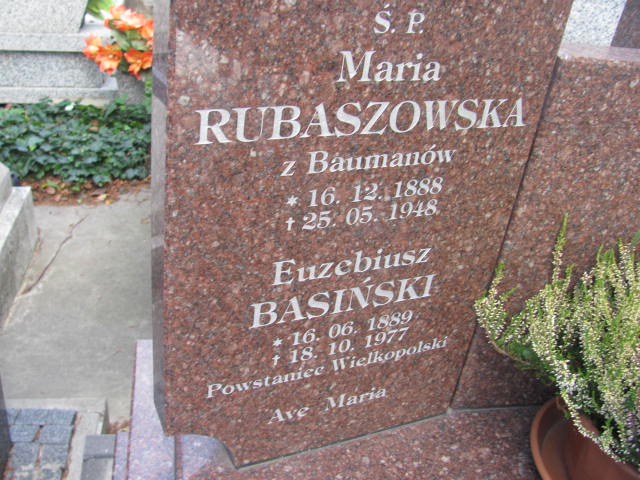 Ś. P.
Maria
RUBASZOWSKA
z Baumanów
* 16. 12. 1888
† 25. 05. 1948
Euzebiusz
BASIŃSKI
* 16. 06. 1889
† 18. 10. 1977
Powstaniec Wielkopolski
Ave Maria